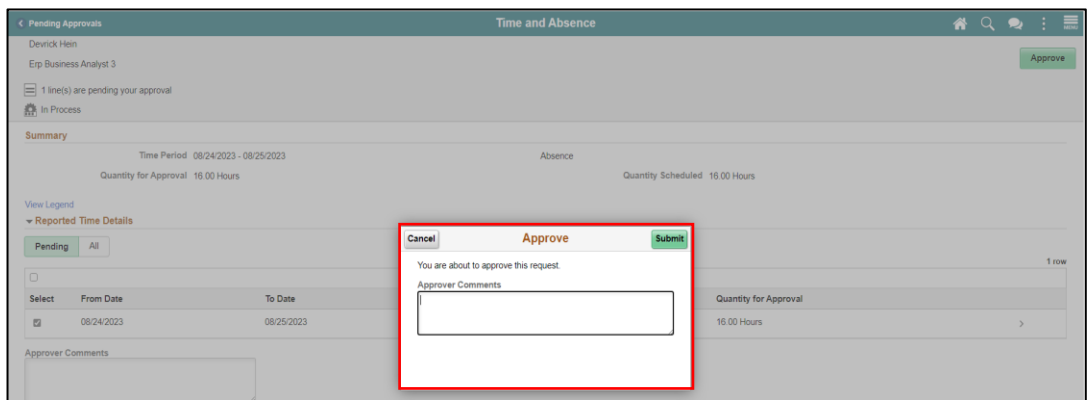 Pending Approvals Time and Absence MENU
Devrick Hein
Erp Business Analyst 3
Approve
1 line(s) are pending your approval
In Process
Summary
Time Period 08/24/2023 - 08/25/2023 Absence
Quantity for Approval 16.00 Hours Quantity Scheduled 16.00 Hours
View Legend
Reported Time Details
Pending All
1 row
Select From Date To Date Quantity for Approval
08/24/2023 08/25/2023 16.00 Hours
Approver Comments
Cancel Approve Submit
You are about to approve this request.
Approver Comments